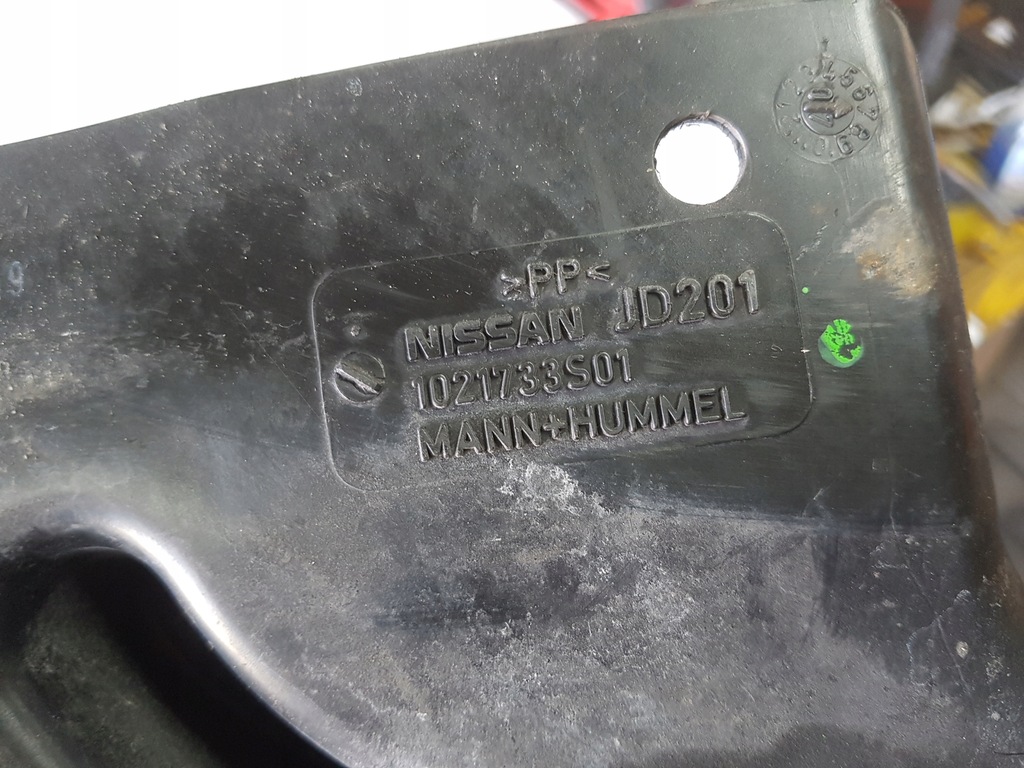 >PP<
NISSAN JD201
1021733S01
MANN+HUMMEL